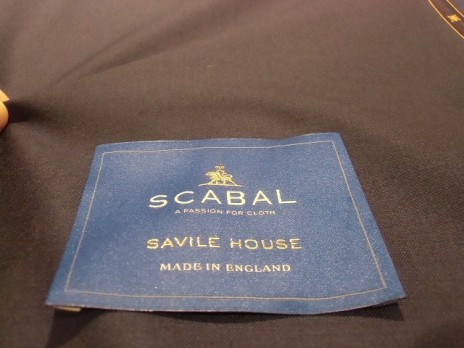 SCABAL
A PASSION FOR CLOTH
SAVILE HOUSE
MADE IN ENGLAND